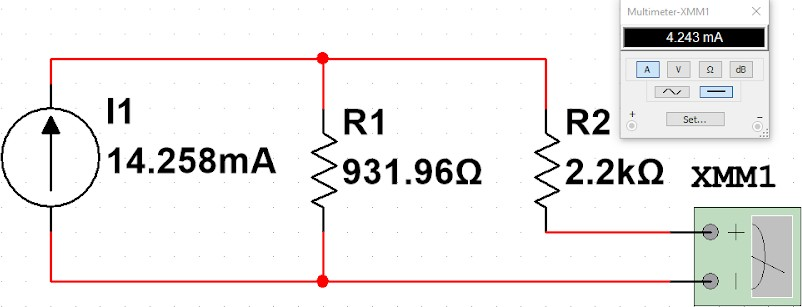 Multimeter-XMM1 ×
4.243 mA
A V Ω dB
+ Set... −
I1
14.258mA
R1
931.96Ω
R2
2.2kΩ
XMM1
+
−